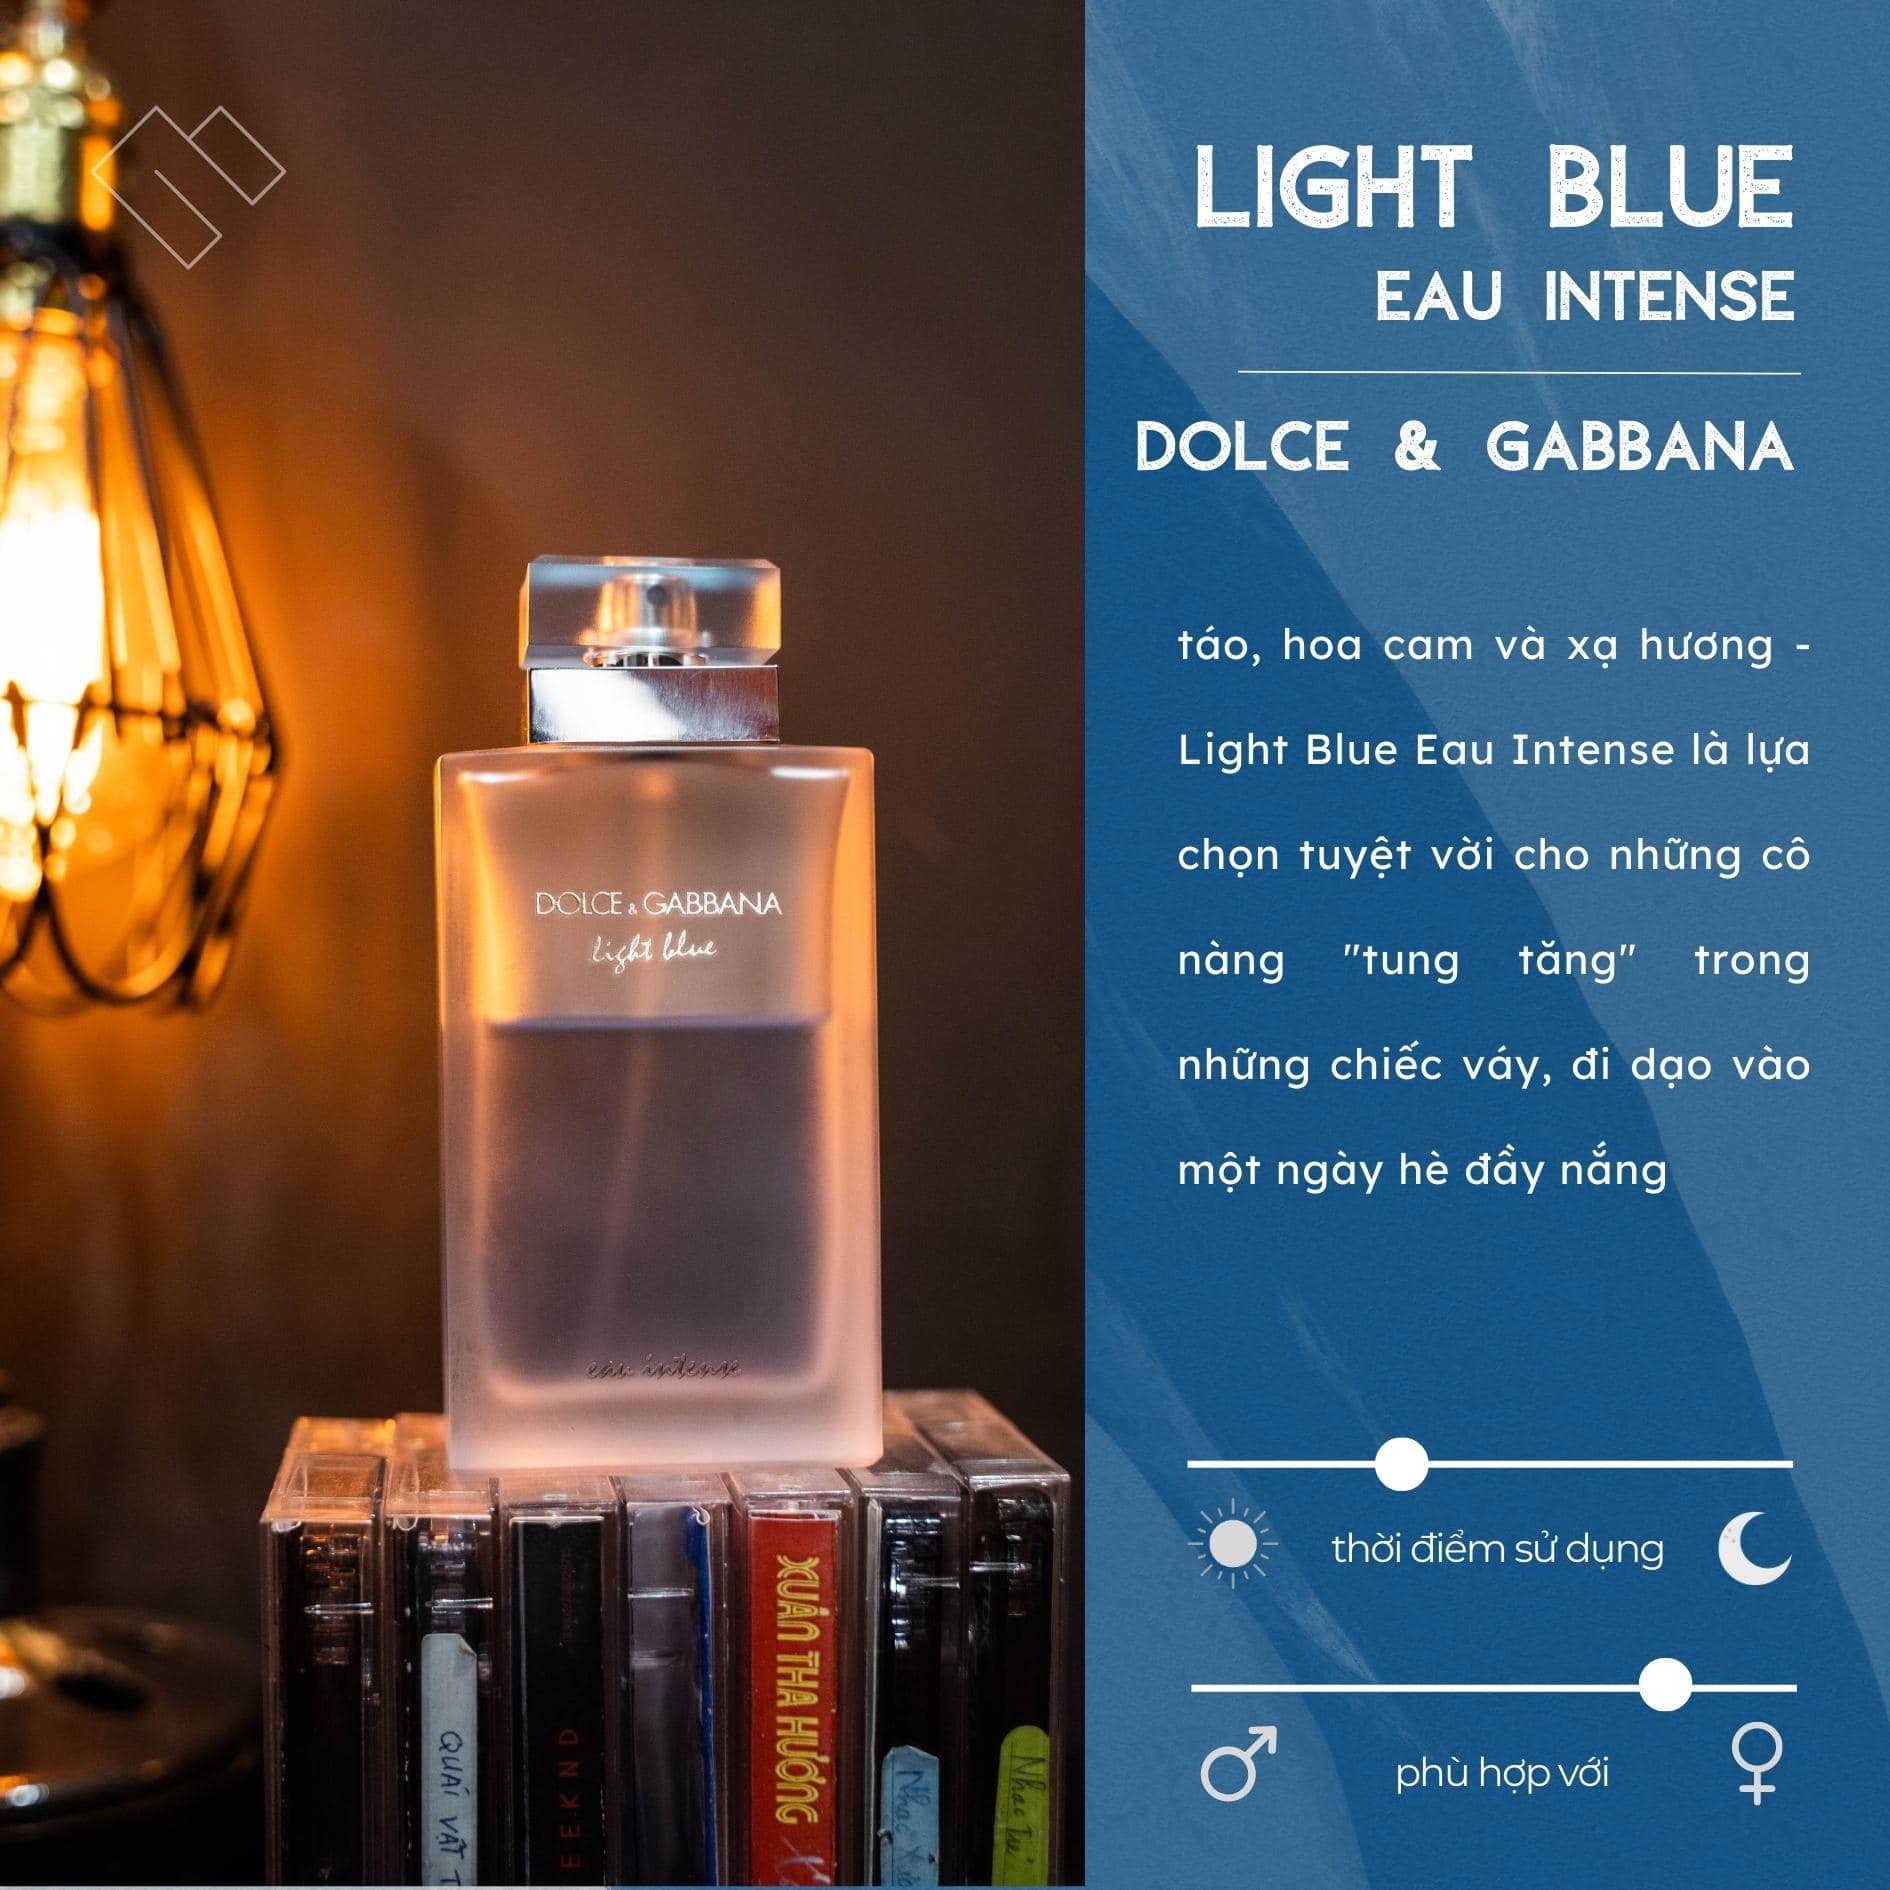 LIGHT BLUE
EAU INTENSE
DOLCE & GABBANA
táo, hoa cam và xạ hương -
Light Blue Eau Intense là lựa
chọn tuyệt vời cho những cô
nàng "tung tăng" trong
những chiếc váy, đi dạo vào
một ngày hè đầy nắng
thời điểm sử dụng
phù hợp với
DOLCE & GABBANA
light blue
eau intense
QUÁI VẬT T
EEKND
XUÂN THA HƯƠNG
Nhạc
Nhạc